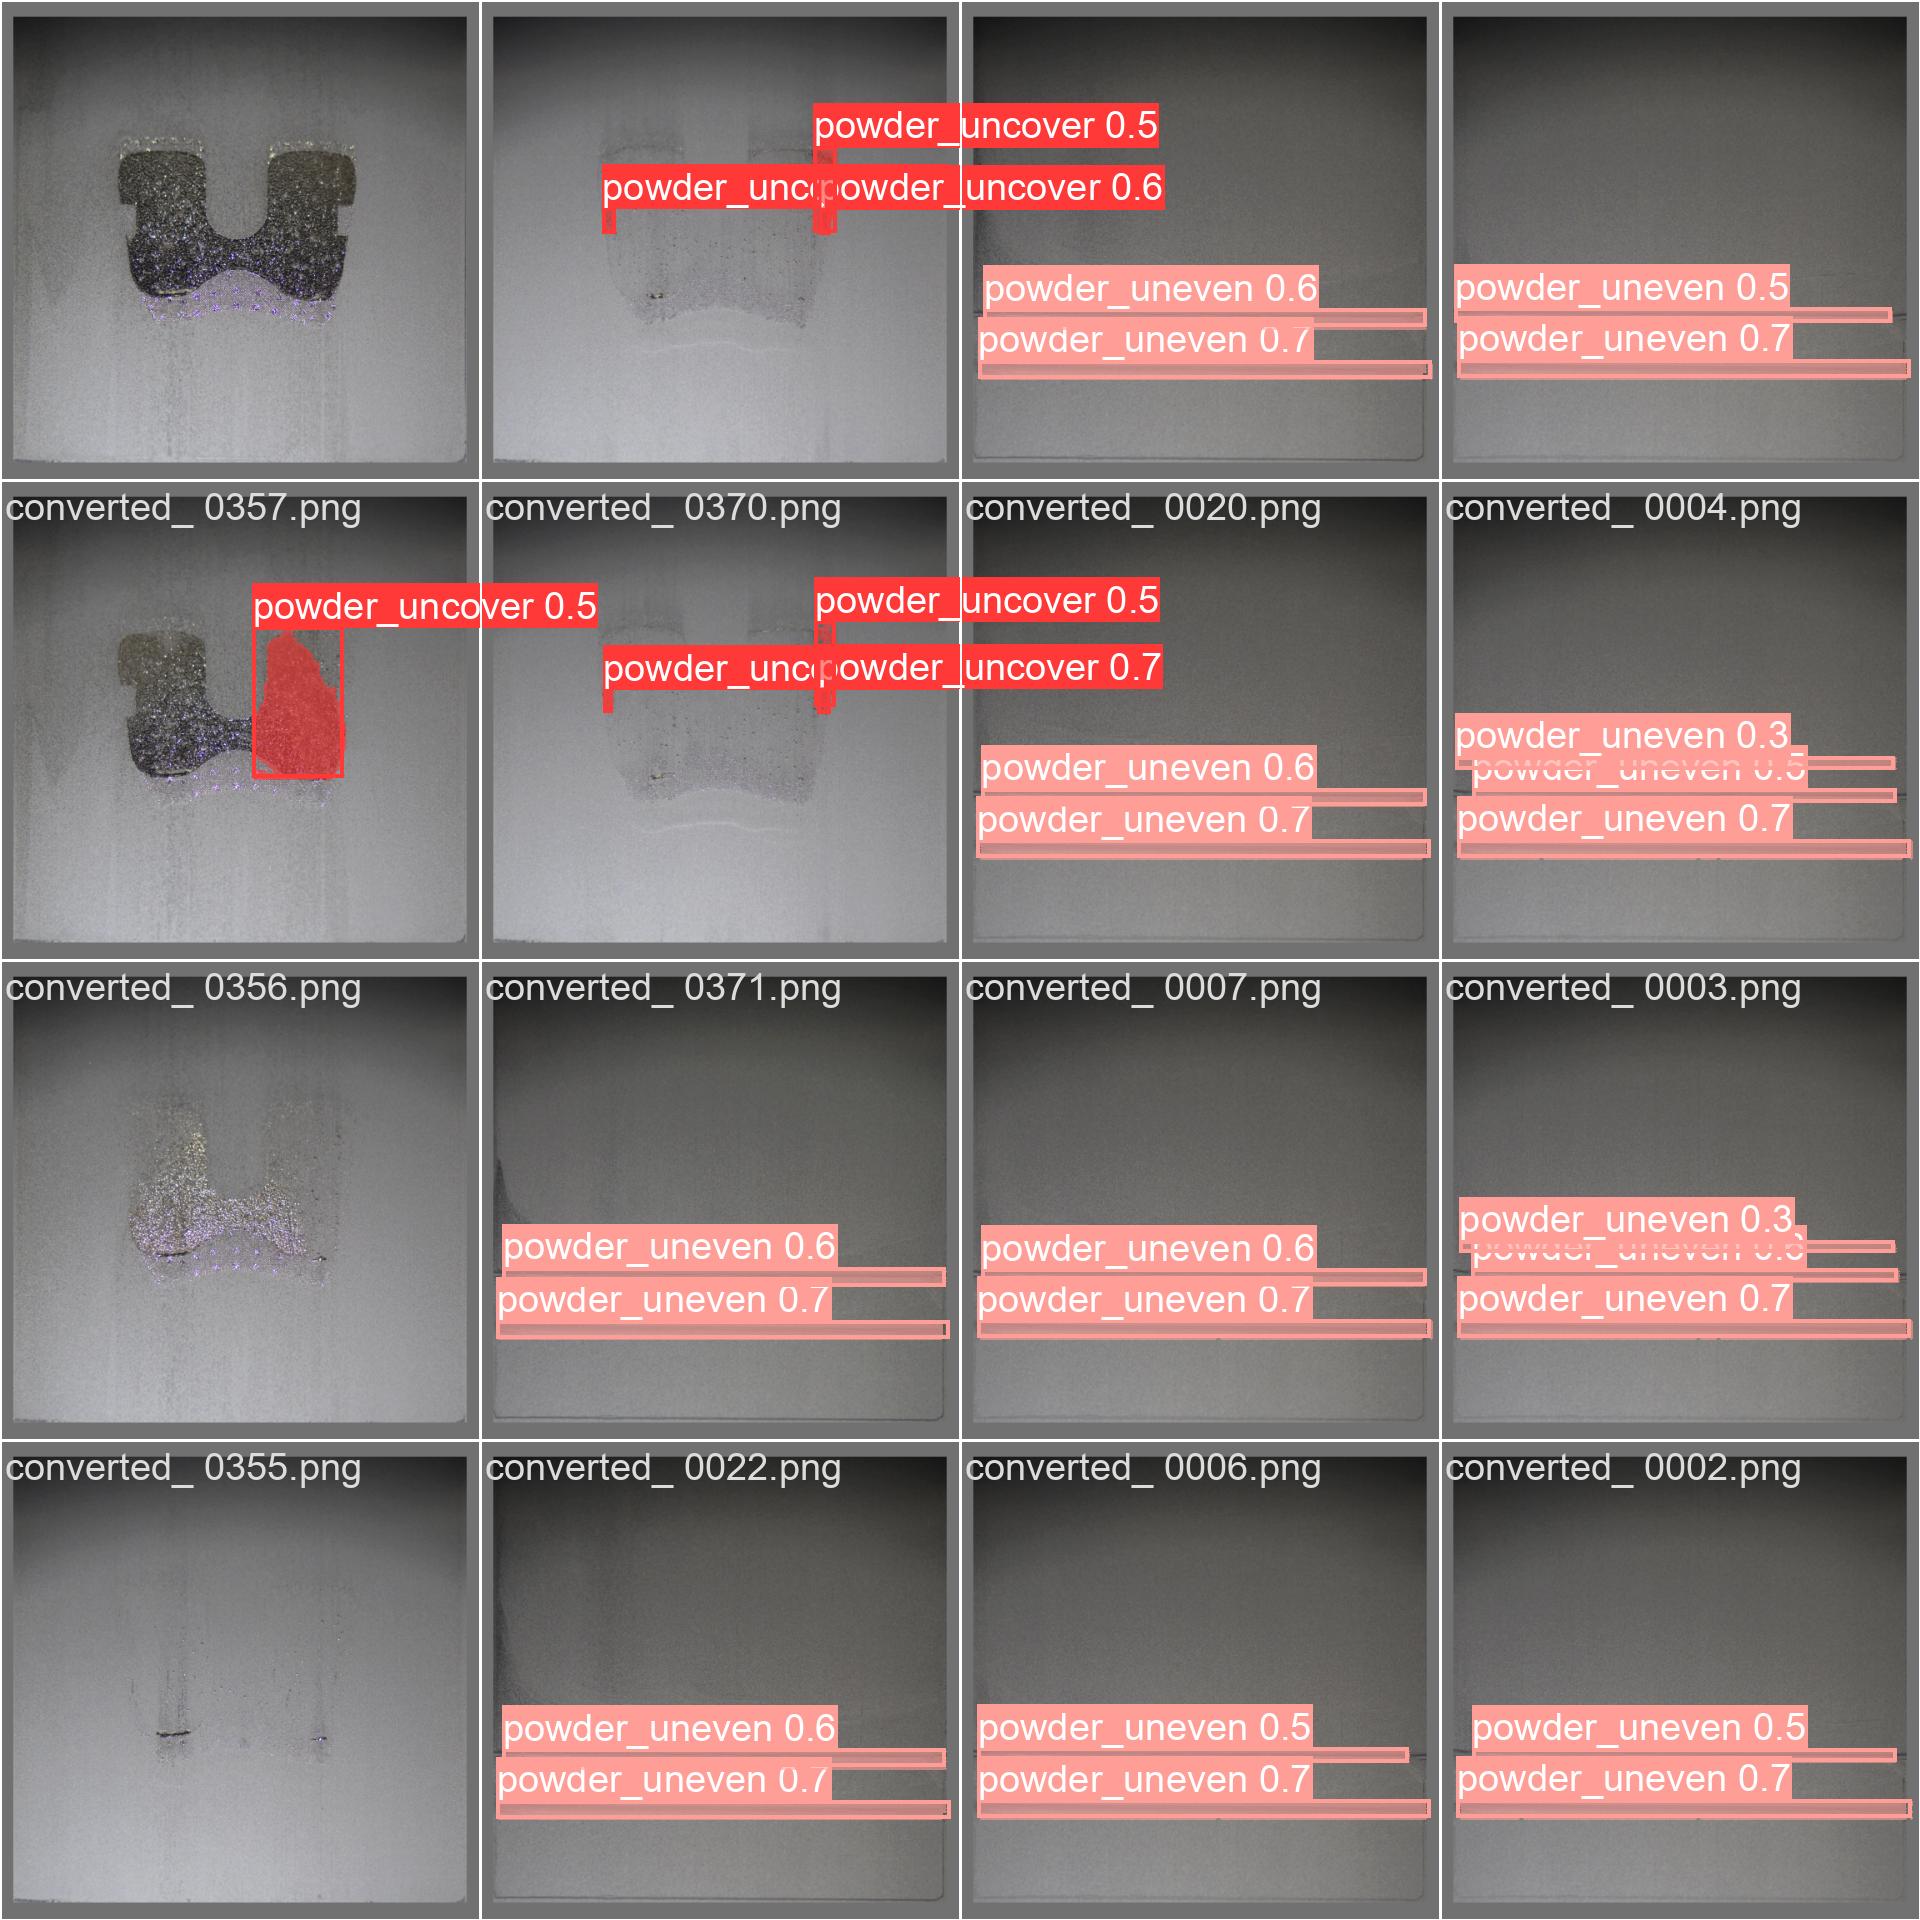 powder_uncover 0.5
powder_unc
powder_uncover 0.6
powder_uneven 0.6
powder_uneven 0.5
powder_uneven 0.7
powder_uneven 0.7
converted_ 0357.png
converted_ 0370.png
converted_ 0020.png
converted_ 0004.png
powder_uncover 0.5
powder_uncover 0.5
powder_unc
powder_uncover 0.7
powder_uneven 0.3
powder_uneven 0.6
powder_uneven 0.5
powder_uneven 0.7
powder_uneven 0.7
converted_ 0356.png
converted_ 0371.png
converted_ 0007.png
converted_ 0003.png
powder_uneven 0.3
powder_uneven 0.6
powder_uneven 0.6
powder_uneven 0.7
powder_uneven 0.7
powder_uneven 0.7
converted_ 0355.png
converted_ 0022.png
converted_ 0006.png
converted_ 0002.png
powder_uneven 0.6
powder_uneven 0.5
powder_uneven 0.5
powder_uneven 0.7
powder_uneven 0.7
powder_uneven 0.7